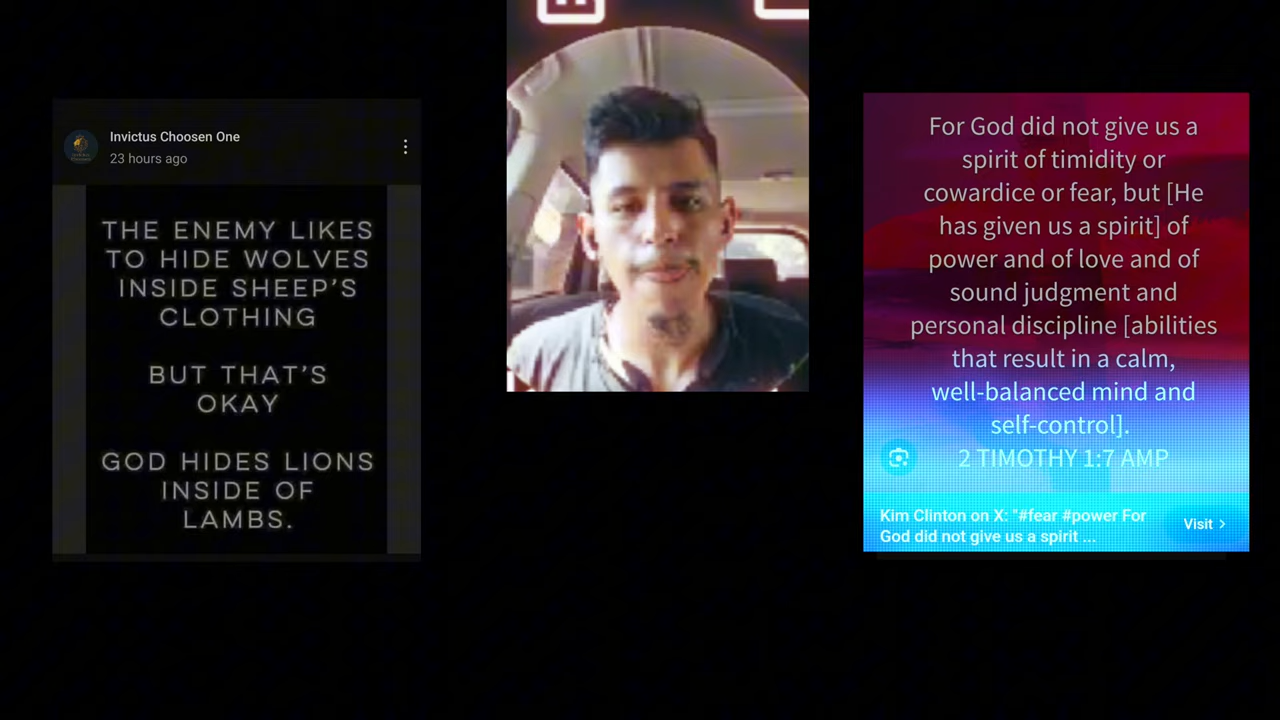 Invictus Choosen One
23 hours ago
THE ENEMY LIKES
TO HIDE WOLVES
INSIDE SHEEP'S
CLOTHING
BUT THAT'S
OKAY
GOD HIDES LIONS
INSIDE OF
LAMBS.
For God did not give us a
spirit of timidity or
cowardice or fear, but [He
has given us a spirit] of
power and of love and of
sound judgment and
personal discipline [abilities
that result in a calm,
well-balanced mind and
self-control].
2 TIMOTHY 1:7 AMP
Kim Clinton on X: "#fear #power For
God did not give us a spirit ...
Visit >